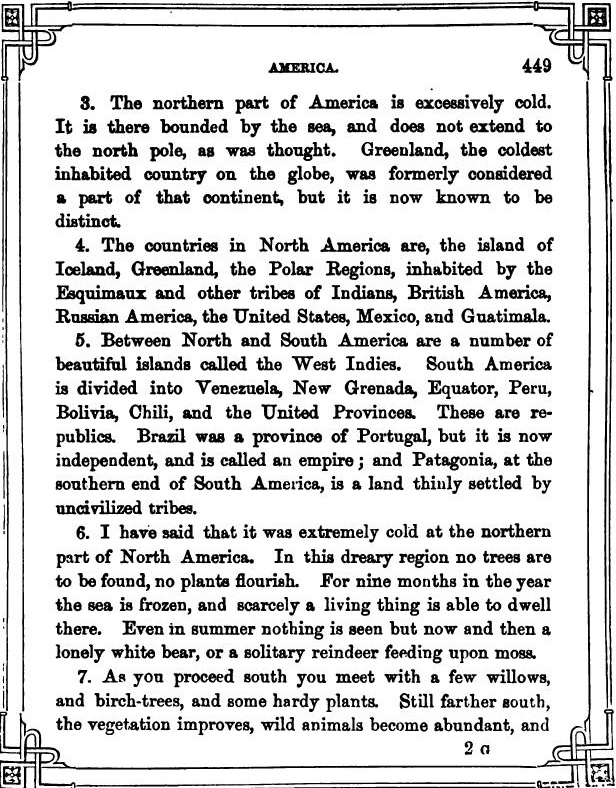 AMERICA.
449
3. The northern part of America is excessively cold.
It is there bounded by the sea, and does not extend to
the north pole, as was thought. Greenland, the coldest
inhabited country on the globe, was formerly considered
a part of that continent, but it is now known to be
distinct.
4. The countries in North America are, the island of
Iceland, Greenland, the Polar Regions, inhabited by the
Esquimaux and other tribes of Indians, British America,
Russian America, the United States, Mexico, and Guatimala.
5. Between North and South America are a number of
beautiful islands called the West Indies. South America
is divided into Venezuela, New Grenada, Equator, Peru,
Bolivia, Chili, and the United Provinces. These are re-
publics. Brazil was a province of Portugal, but it is now
independent, and is called an empire; and Patagonia, at the
southern end of South America, is a land thinly settled by
uncivilized tribes.
6. I have said that it was extremely cold at the northern
part of North America. In this dreary region no trees are
to be found, no plants flourish. For nine months in the year
the sea is frozen, and scarcely a living thing is able to dwell
there. Even in summer nothing is seen but now and then a
lonely white bear, or a solitary reindeer feeding upon moss.
7. As you proceed south you meet with a few willows,
and birch-trees, and some hardy plants. Still farther south,
the vegetation improves, wild animals become abundant, and
2 G